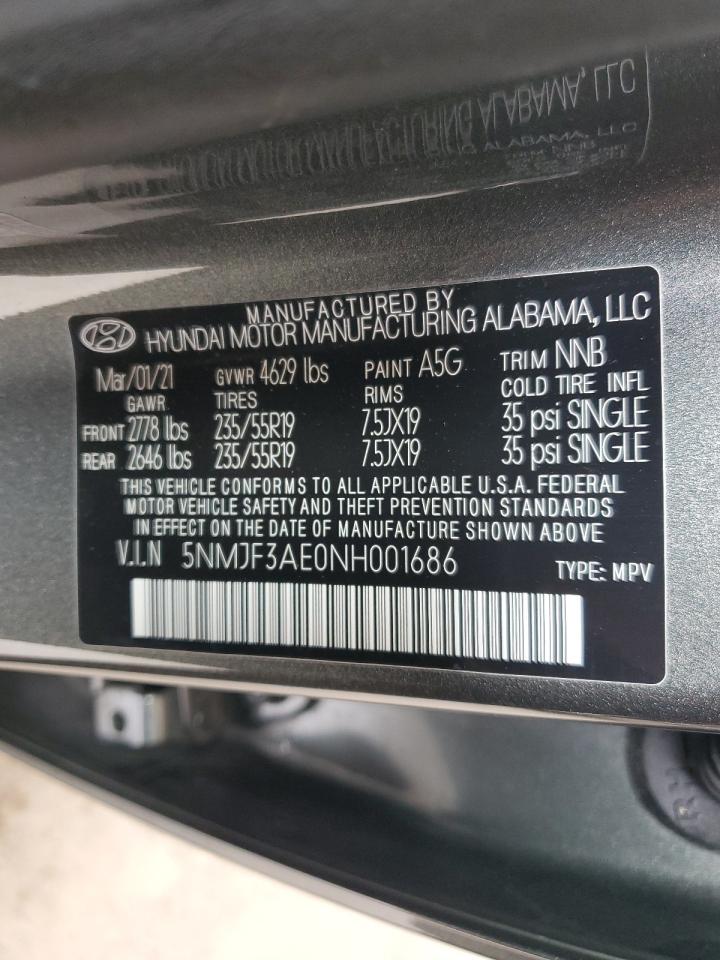 MANUFACTURED BY
HYUNDAI MOTOR MANUFACTURING ALABAMA, LLC
Mar/01/21 GVWR 4629 lbs PAINT A5G TRIM NNB
GAWR TIRES RIMS COLD TIRE INFL
FRONT 2778 lbs 235/55R19 7.5JX19 35 psi SINGLE
REAR 2646 lbs 235/55R19 7.5JX19 35 psi SINGLE
THIS VEHICLE CONFORMS TO ALL APPLICABLE U.S.A. FEDERAL
MOTOR VEHICLE SAFETY AND THEFT PREVENTION STANDARDS
IN EFFECT ON THE DATE OF MANUFACTURE SHOWN ABOVE
V.I.N 5NMJF3AE0NH001686 TYPE: MPV